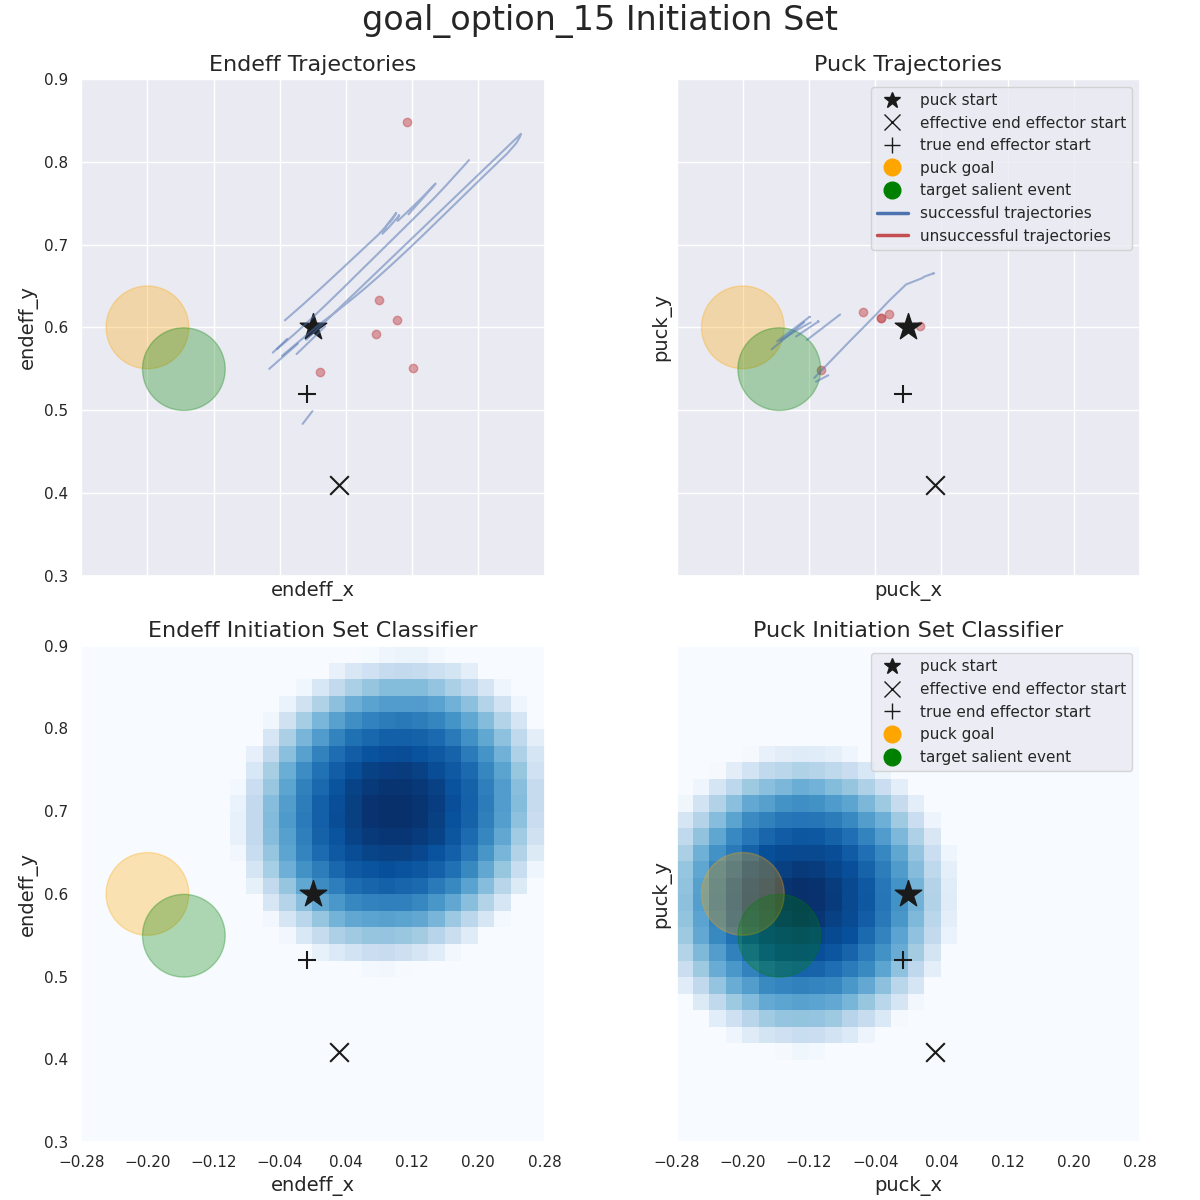 goal_option_15 Initiation Set
Endeff Trajectories
0.9
0.8
0.7
0.6
0.5
0.4
0.3
endeff_y
endeff_x
Puck Trajectories
puck start
effective end effector start
true end effector start
puck goal
target salient event
successful trajectories
unsuccessful trajectories
puck_y
puck_x
Endeff Initiation Set Classifier
0.9
0.8
0.7
0.6
0.5
0.4
0.3
endeff_y
−0.28 −0.20 −0.12 −0.04 0.04 0.12 0.20 0.28
endeff_x
Puck Initiation Set Classifier
puck start
effective end effector start
true end effector start
puck goal
target salient event
puck_y
−0.28 −0.20 −0.12 −0.04 0.04 0.12 0.20 0.28
puck_x